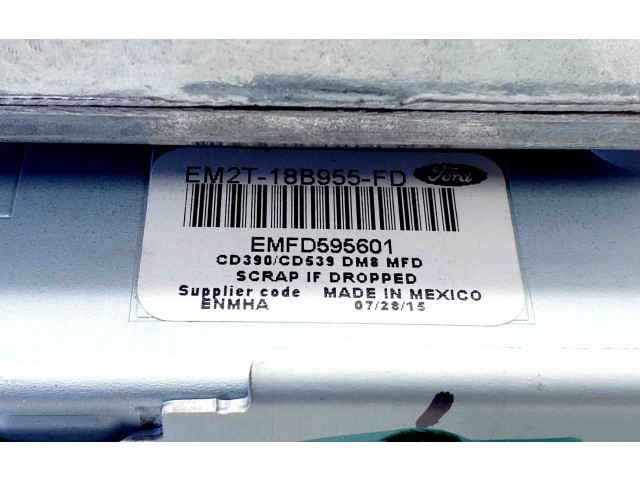 EM2T-18B955-FD Ford
EMFD595601
CD390/CD539 DM8 MFD
SCRAP IF DROPPED
Supplier code MADE IN MEXICO
ENMHA 07/28/15